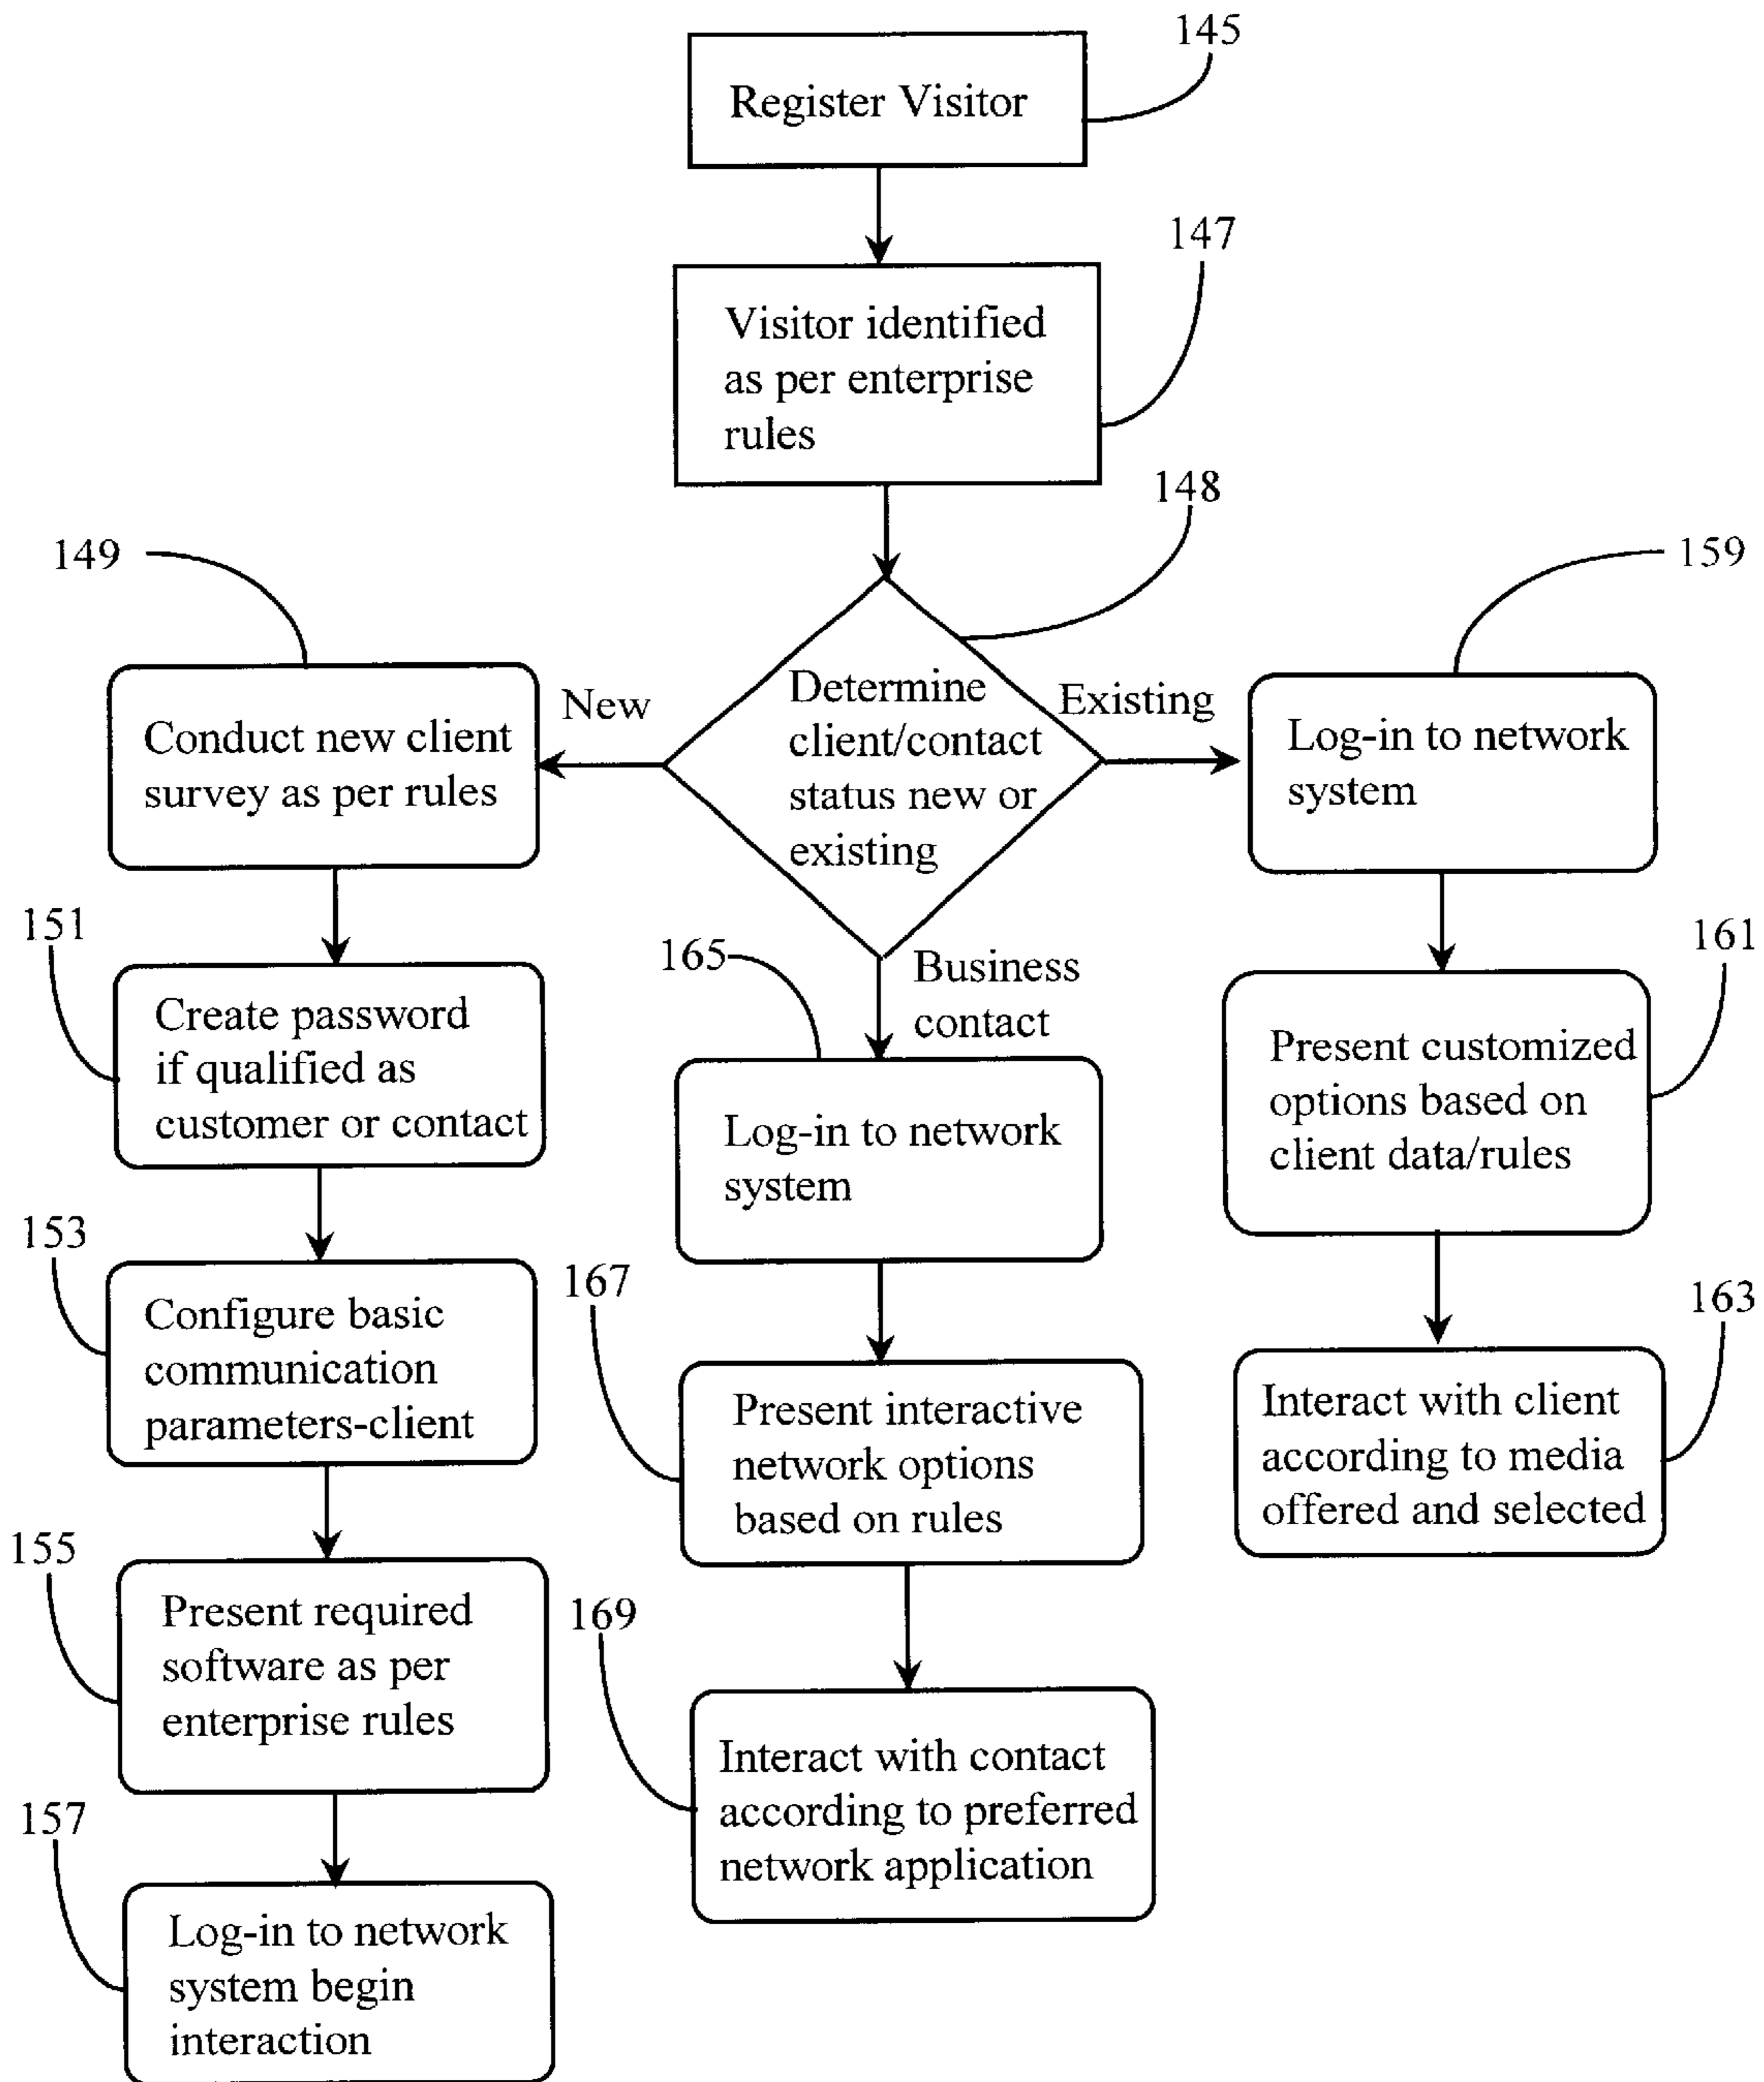 145
Register Visitor
147
Visitor identified
as per enterprise
rules
148
149
159
New
Determine
client/contact
status new or
existing
Existing
Conduct new client
survey as per rules
Log-in to network
system
151
Create password
if qualified as
customer or contact
165
Business
contact
161
Log-in to network
system
Present customized
options based on
client data/rules
153
Configure basic
communication
parameters-client
167
Present interactive
network options
based on rules
163
Interact with client
according to media
offered and selected
155
Present required
software as per
enterprise rules
169
Interact with contact
according to preferred
network application
157
Log-in to network
system begin
interaction